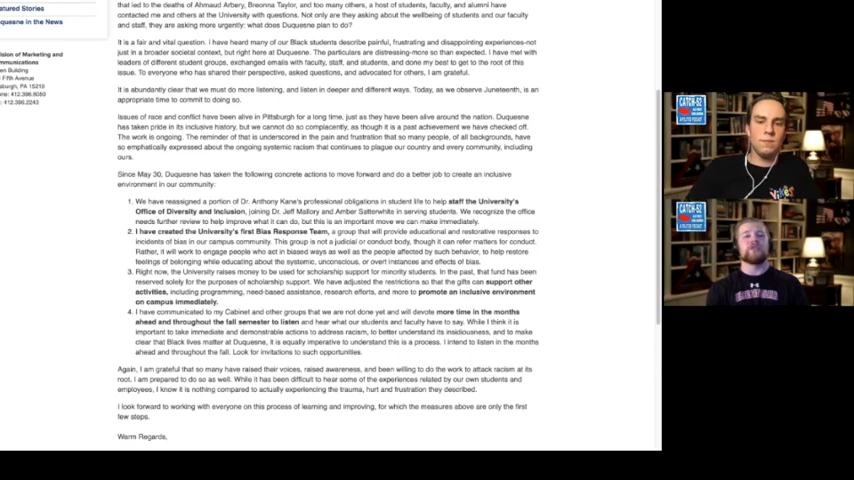 eatured Stories
uquesne in the News
vision of Marketing and
mmunications
en Building
Fifth Avenue
sburgh, PA 15219
ne: 412.396.6050
: 412.396.2243
that led to the deaths of Ahmaud Arbery, Breonna Taylor, and too many others, a host of students, faculty, and alumni have
contacted me and others at the University with questions. Not only are they asking about the wellbeing of students and our faculty
and staff, they are asking more urgently: what does Duquesne plan to do?
It is a fair and vital question. I have heard many of our Black students describe painful, frustrating and disappointing experiences-not
just in a broader societal context, but right here at Duquesne. The particulars are distressing-more so than expected. I have met with
leaders of different student groups, exchanged emails with faculty, staff, and students, and done my best to get to the root of this
issue. To everyone who has shared their perspective, asked questions, and advocated for others, I am grateful.
It is abundantly clear that we must do more listening, and listen in deeper and different ways. Today, as we observe Juneteenth, is an
appropriate time to commit to doing so.
Issues of race and conflict have been alive in Pittsburgh for a long time, just as they have been alive around the nation. Duquesne
has taken pride in its inclusive history, but we cannot do so complacently, as though it is a past achievement we have checked off.
The work is ongoing. The reminder of that is underscored in the pain and frustration that so many people, of all backgrounds, have
so emphatically expressed about the ongoing systemic racism that continues to plague our country and every community, including
ours.
Since May 30, Duquesne has taken the following concrete actions to move forward and do a better job to create an inclusive
environment in our community:
1. We have reassigned a portion of Dr. Anthony Kane's professional obligations in student life to help staff the University's
Office of Diversity and Inclusion, joining Dr. Jeff Mallory and Amber Satterwhite in serving students. We recognize the office
needs further review to help improve what it can do, but this is an important move we can make immediately.
2. I have created the University's first Bias Response Team, a group that will provide educational and restorative responses to
incidents of bias in our campus community. This group is not a judicial or conduct body, though it can refer matters for conduct.
Rather, it will work to engage people who act in biased ways as well as the people affected by such behavior, to help restore
feelings of belonging while educating about the systemic, unconscious, or overt instances and effects of bias.
3. Right now, the University raises money to be used for scholarship support for minority students. In the past, that fund has been
reserved solely for the purposes of scholarship support. We have adjusted the restrictions so that the gifts can support other
activities, including programming, need-based assistance, research efforts, and more to promote an inclusive environment
on campus immediately.
4. I have communicated to my Cabinet and other groups that we are not done yet and will devote more time in the months
ahead and throughout the fall semester to listen and hear what our students and faculty have to say. While I think it is
important to take immediate and demonstrable actions to address racism, to better understand its insidiousness, and to make
clear that Black lives matter at Duquesne, it is equally imperative to understand this is a process. I intend to listen in the months
ahead and throughout the fall. Look for invitations to such opportunities.
Again, I am grateful that so many have raised their voices, raised awareness, and been willing to do the work to attack racism at its
root. I am prepared to do so as well. While it has been difficult to hear some of the experiences related by our own students and
employees, I know it is nothing compared to actually experiencing the trauma, hurt and frustration they described.
I look forward to working with everyone on this process of learning and improving, for which the measures above are only the first
few steps.
Warm Regards,
CATCH-52
CATCH-52